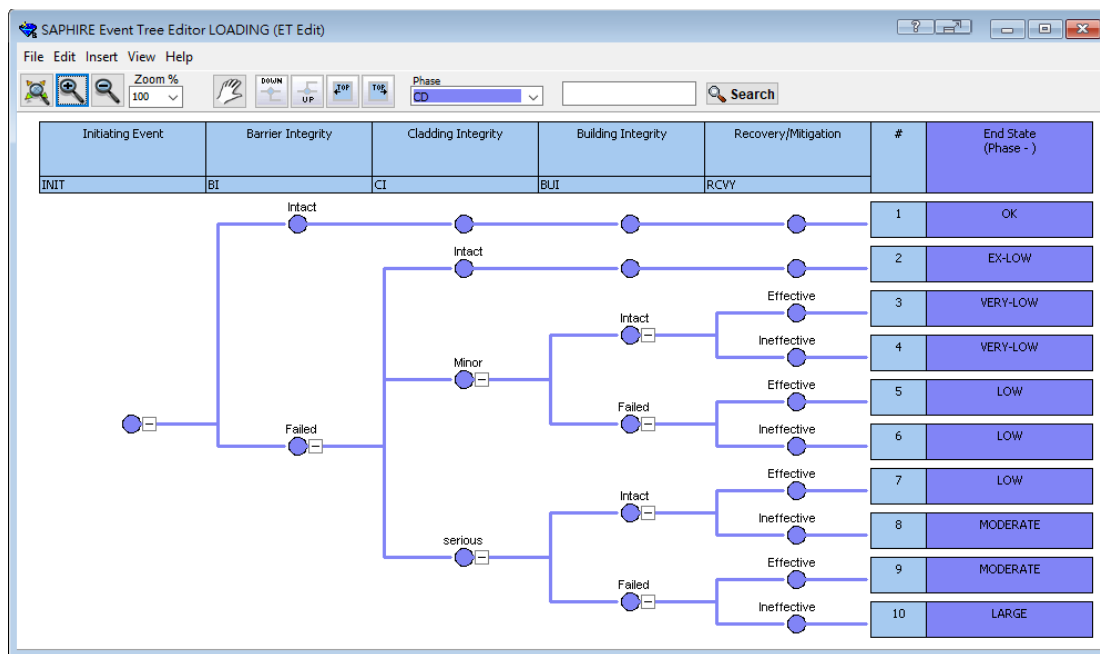 SAPHIRE Event Tree Editor LOADING (ET Edit)
File Edit Insert View Help
Zoom %
100
DOWN
UP
TOP
TOP
Phase
CD
Search
Initiating Event
Barrier Integrity
Cladding Integrity
Building Integrity
Recovery/Mitigation
#
End State
(Phase - )
INIT
BI
CI
BUI
RCVY
Intact
1
OK
Intact
2
EX-LOW
Effective
3
VERY-LOW
Intact
Ineffective
4
VERY-LOW
Minor
Effective
5
LOW
Failed
Failed
Ineffective
6
LOW
Effective
7
LOW
Intact
Ineffective
8
MODERATE
serious
Effective
9
MODERATE
Failed
Ineffective
10
LARGE